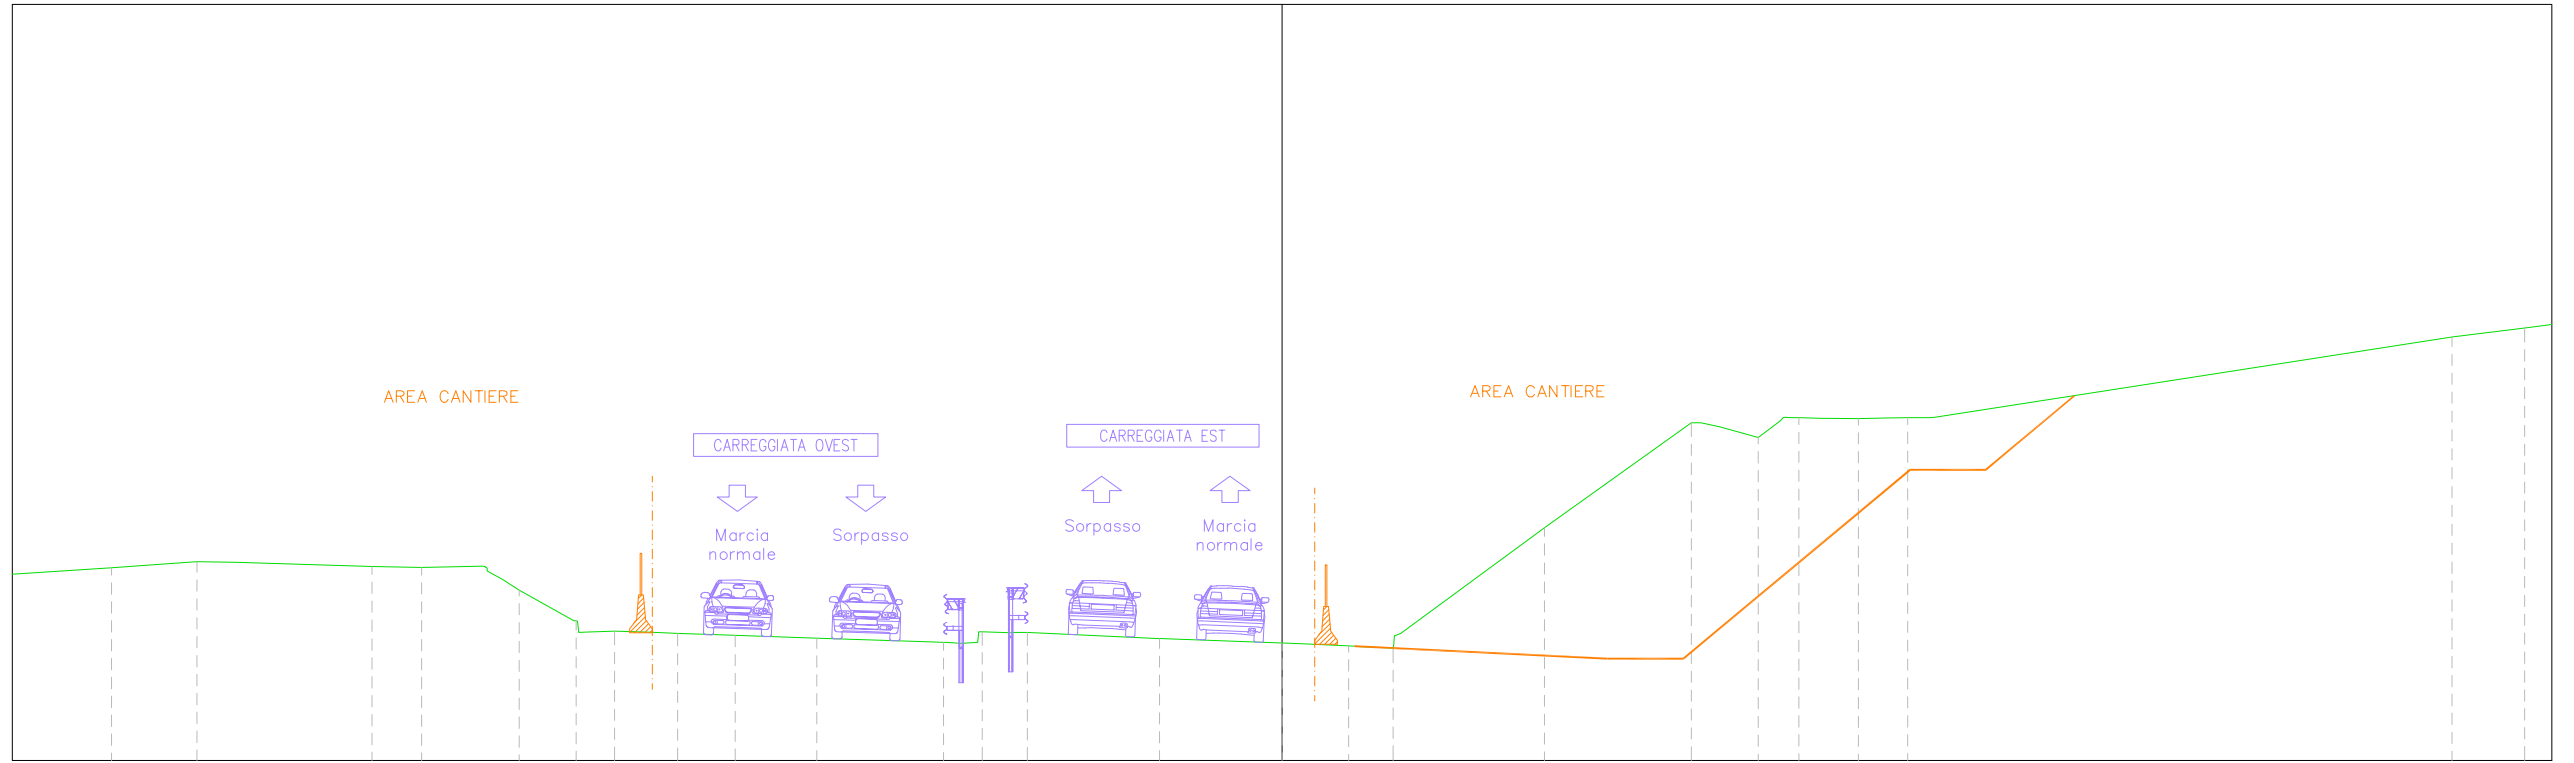 AREA CANTIERE
CARREGGIATA OVEST
Marcia
normale
Sorpasso
CARREGGIATA EST
Sorpasso
Marcia
normale
AREA CANTIERE